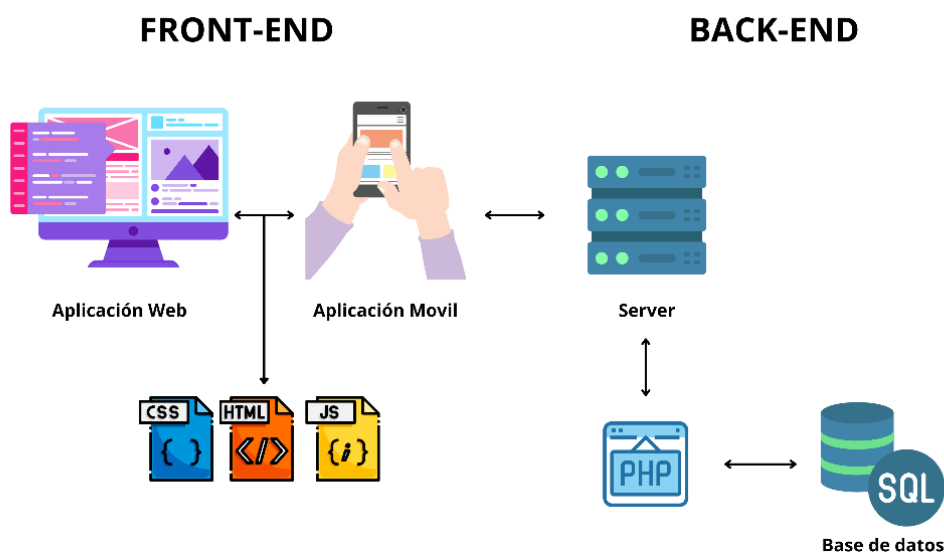 FRONT-END
BACK-END
Aplicación Web
Aplicación Movil
Server
CSS
HTML
JS
PHP
SQL
Base de datos